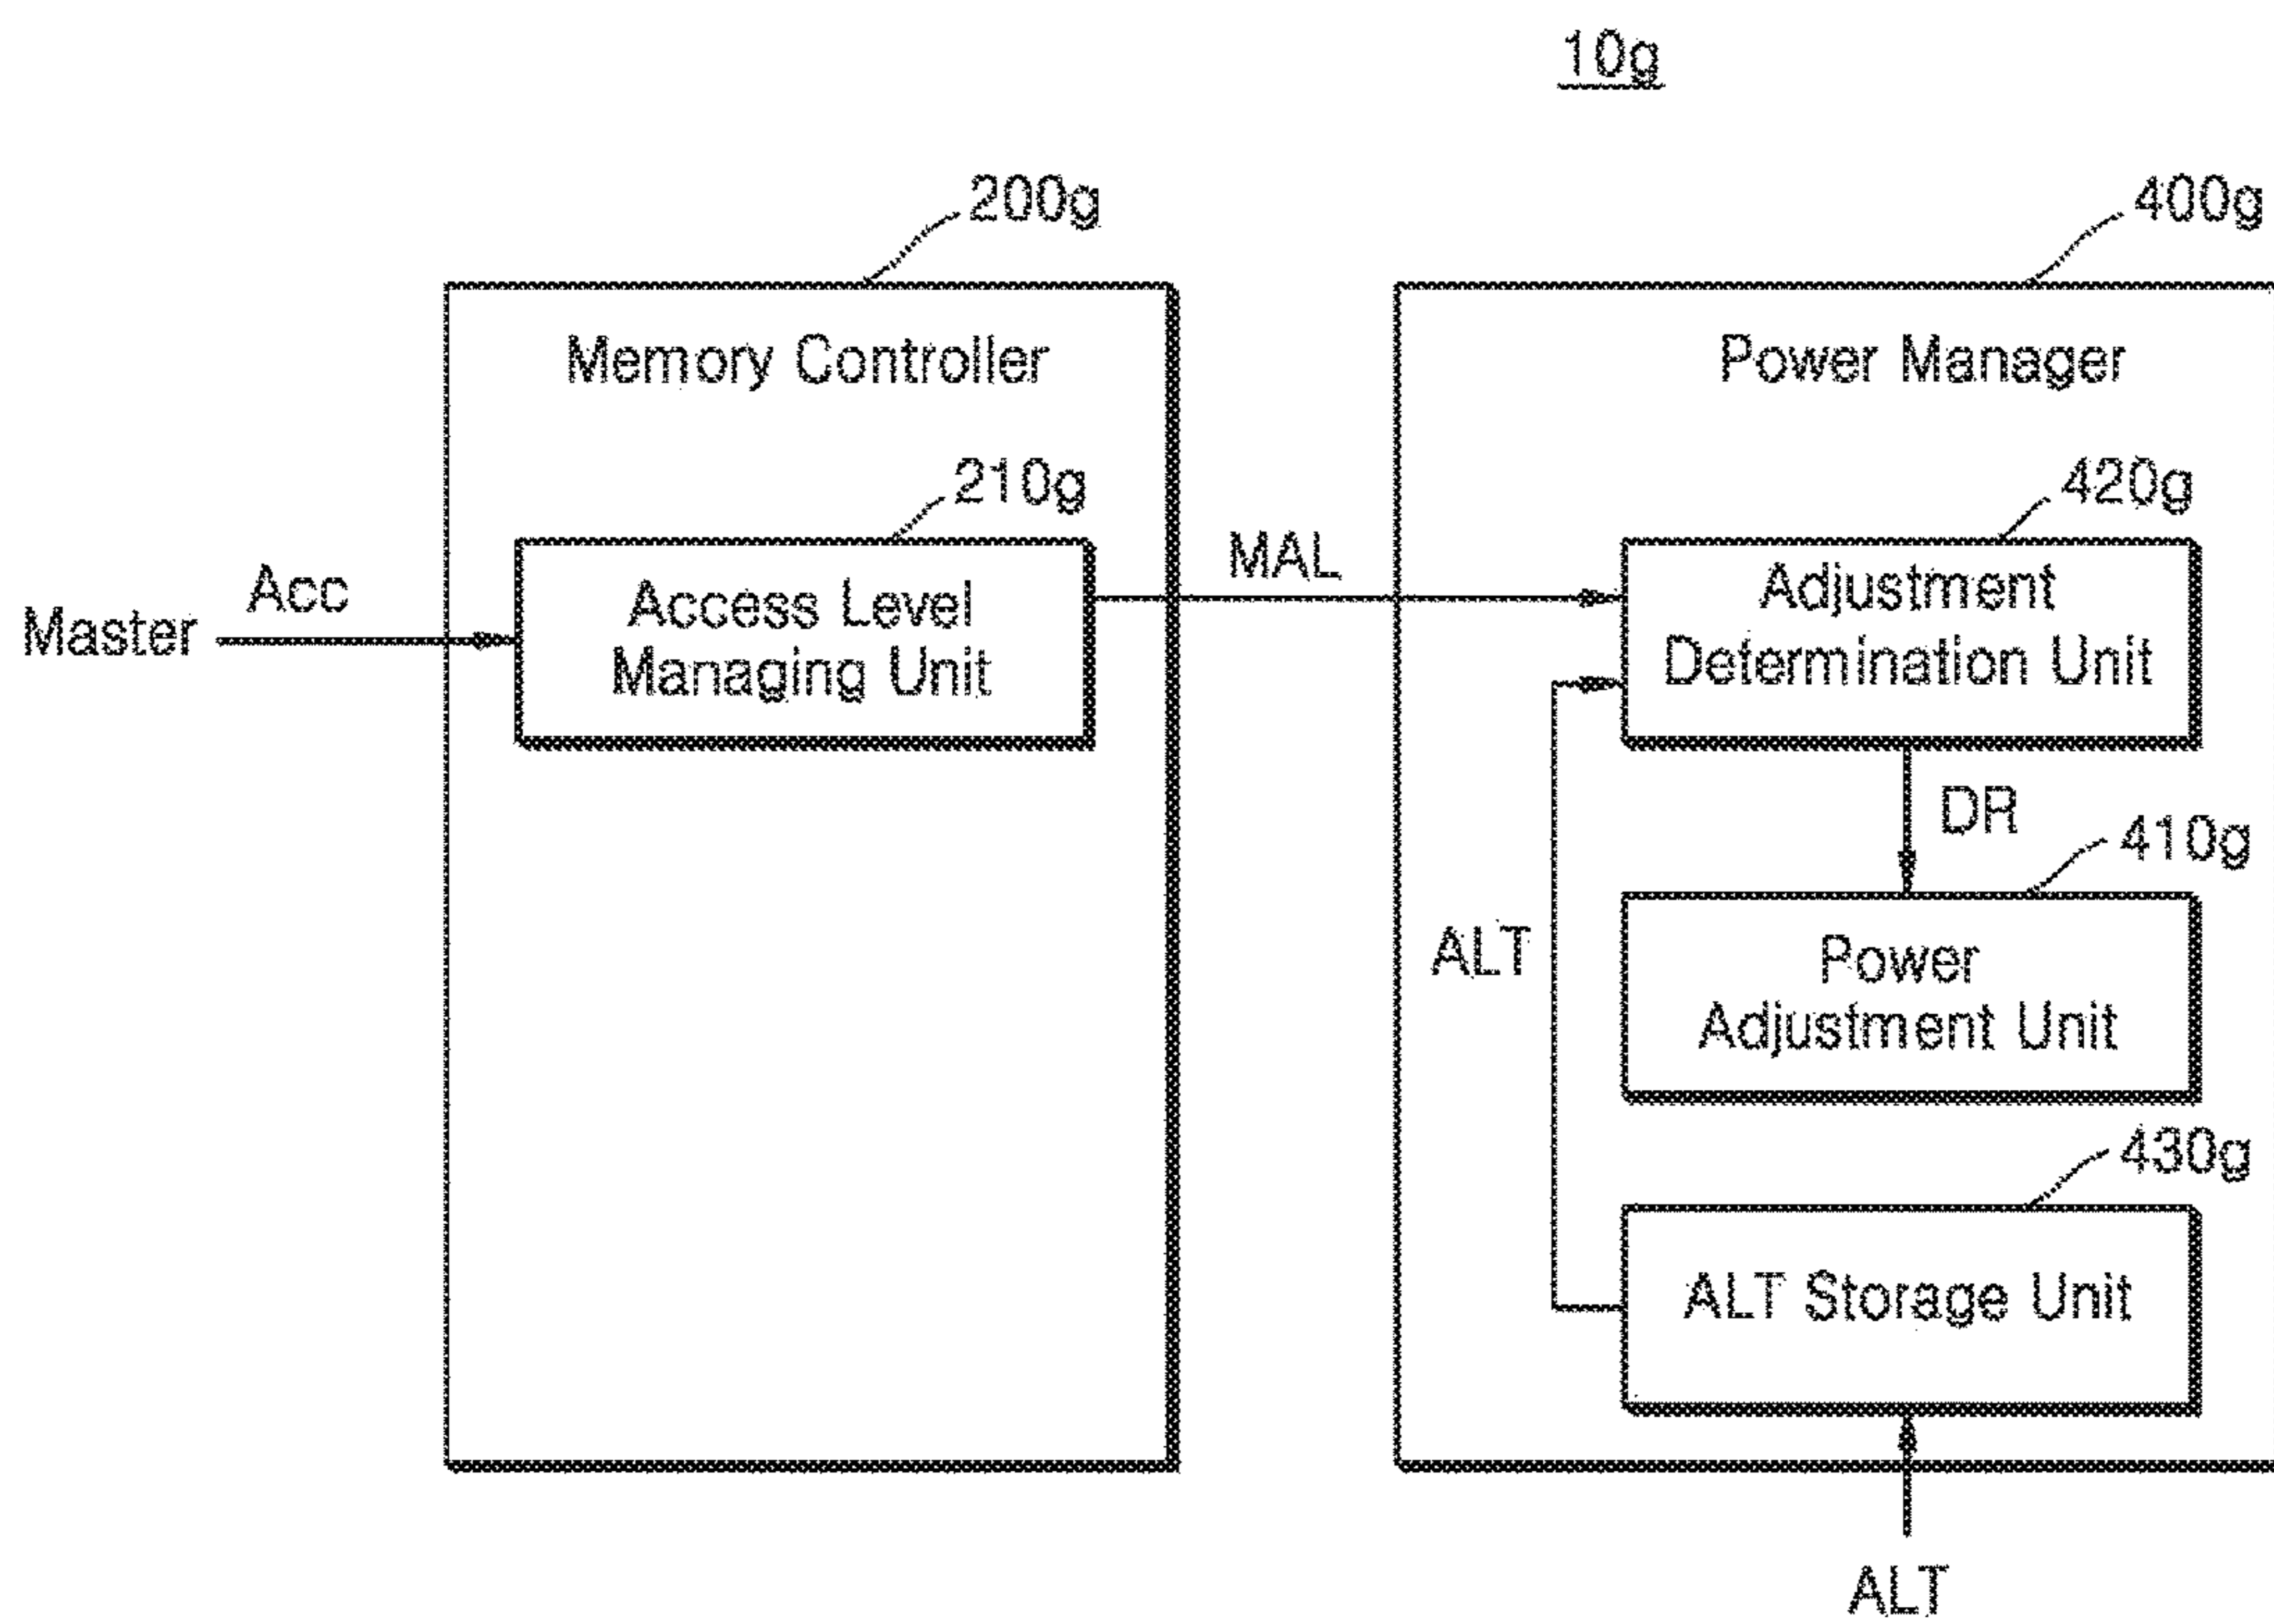 10g
200g
400g
Memory Controller
Power Manager
210g
420g
Master
Acc
Access Level
Managing Unit
MAL
Adjustment
Determination Unit
DR
410g
ALT
Power
Adjustment Unit
430g
ALT Storage Unit
ALT